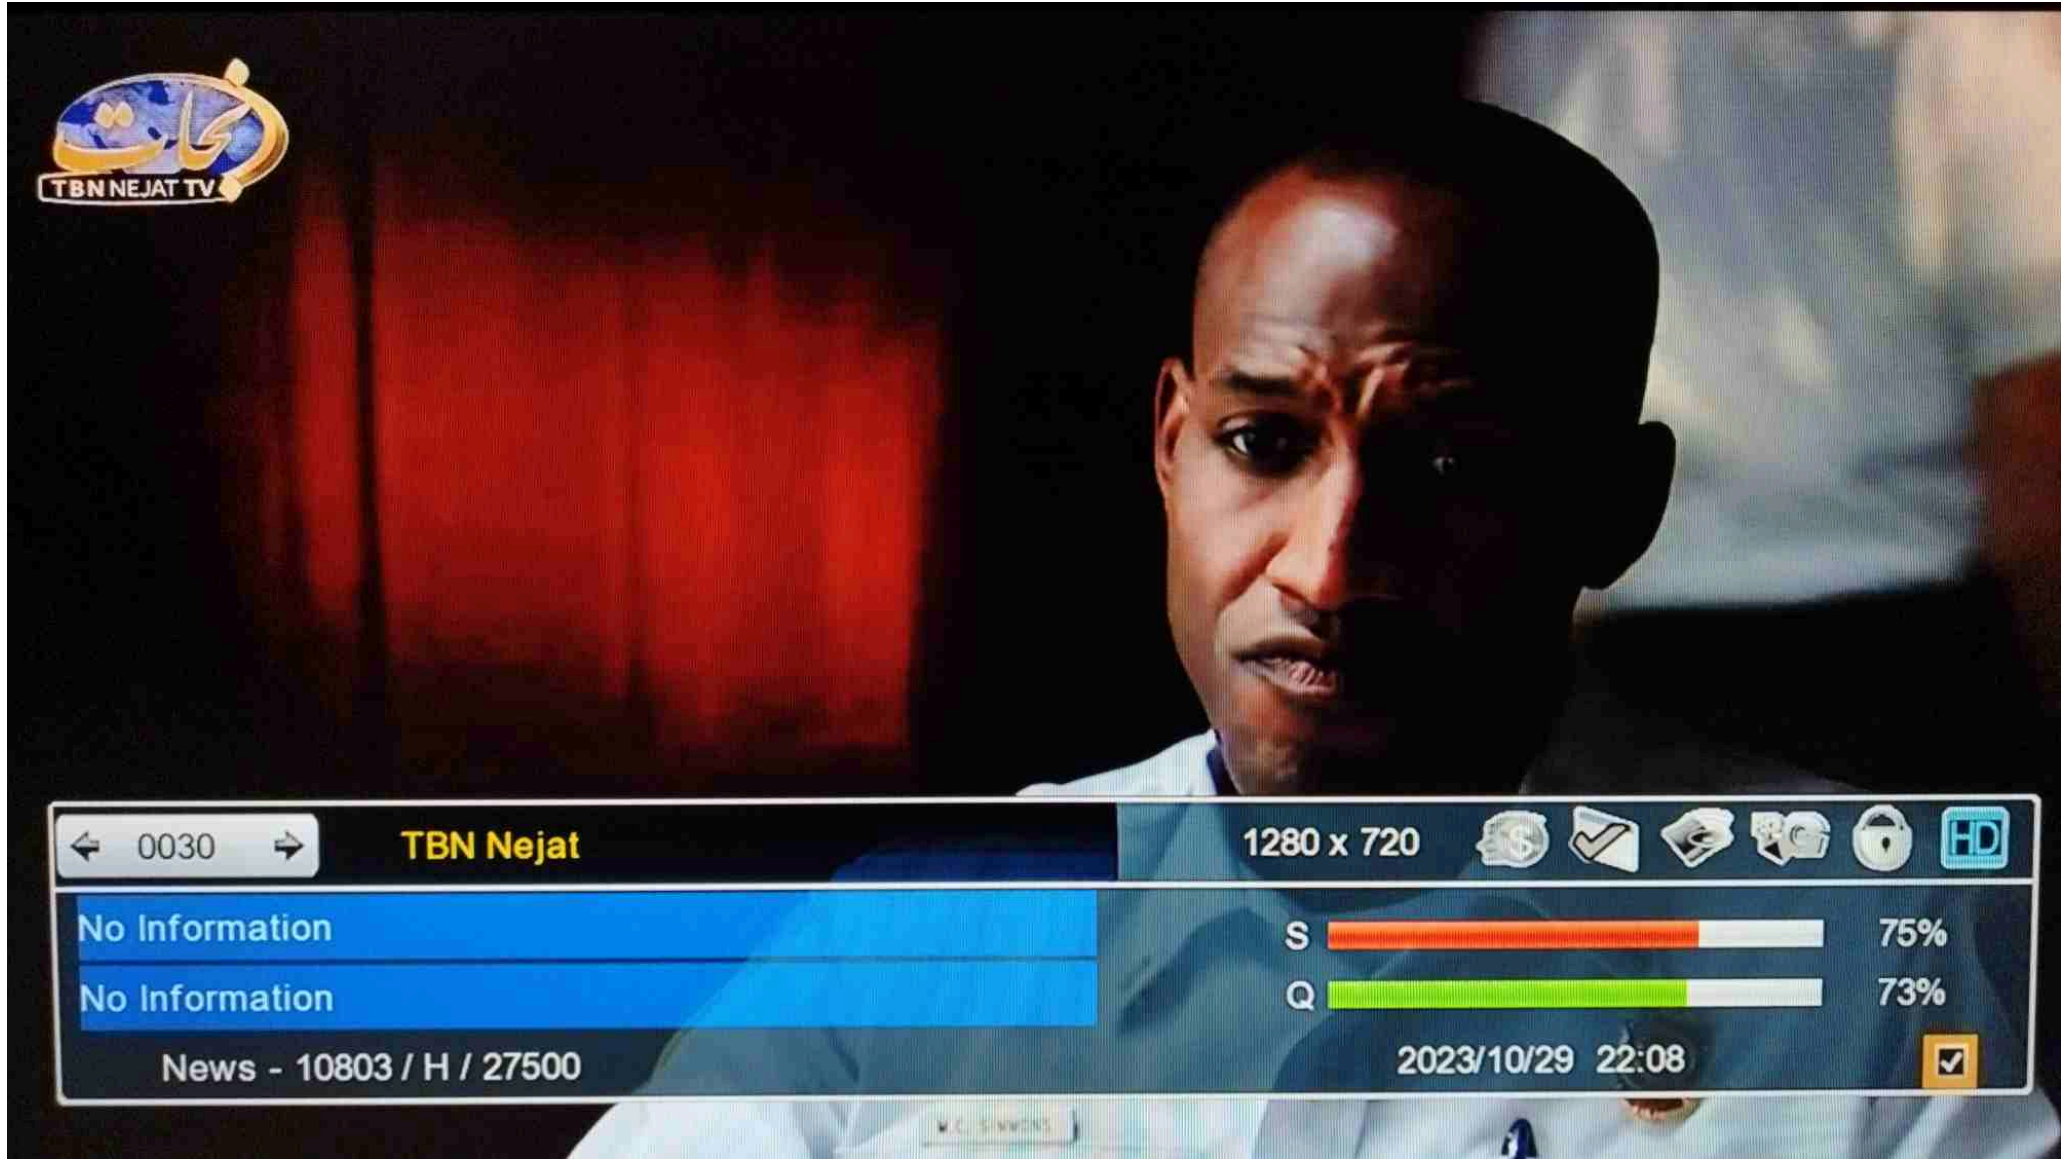 نجات
TBN NEJAT TV
0030
TBN Nejat
1280 x 720
$
HD
No Information
S
75%
No Information
Q
73%
News - 10803 / H / 27500
2023/10/29 22:08
W.C. SIMMONS